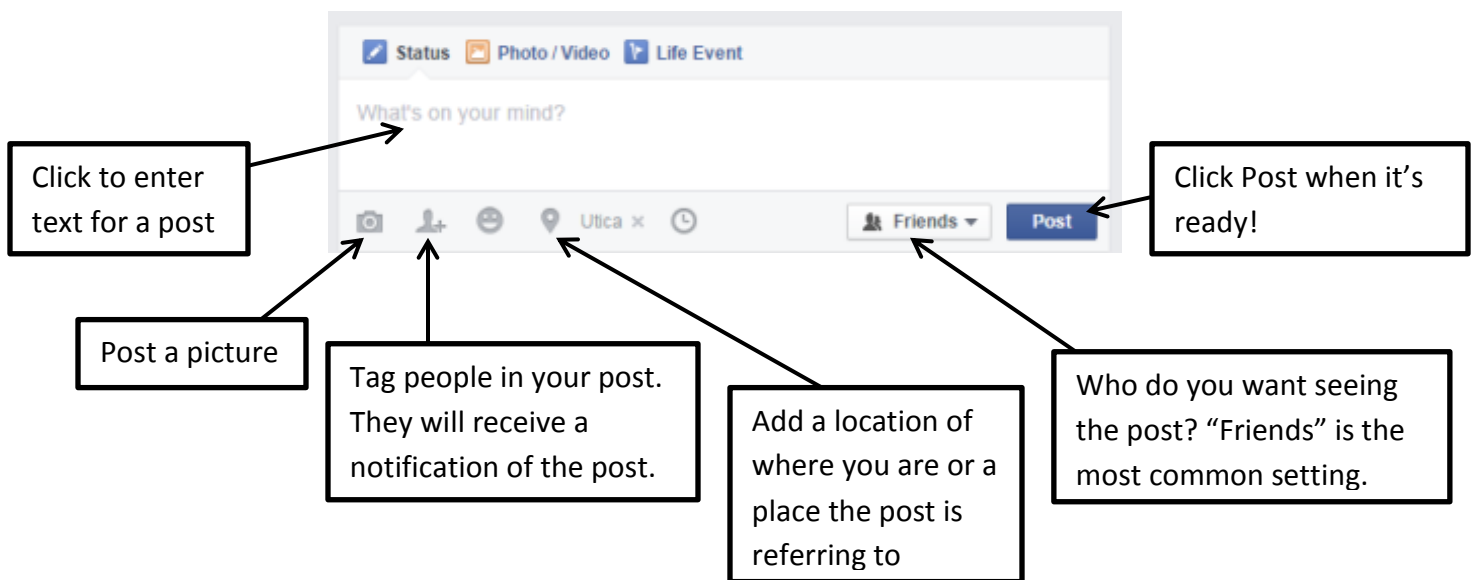 Status Photo / Video Life Event
What's on your mind?
Click to enter
text for a post
Click Post when it’s
ready!
Utica × Friends Post
Post a picture
Tag people in your post.
They will receive a
notification of the post.
Add a location of
where you are or a
place the post is
referring to
Who do you want seeing
the post? “Friends” is the
most common setting.